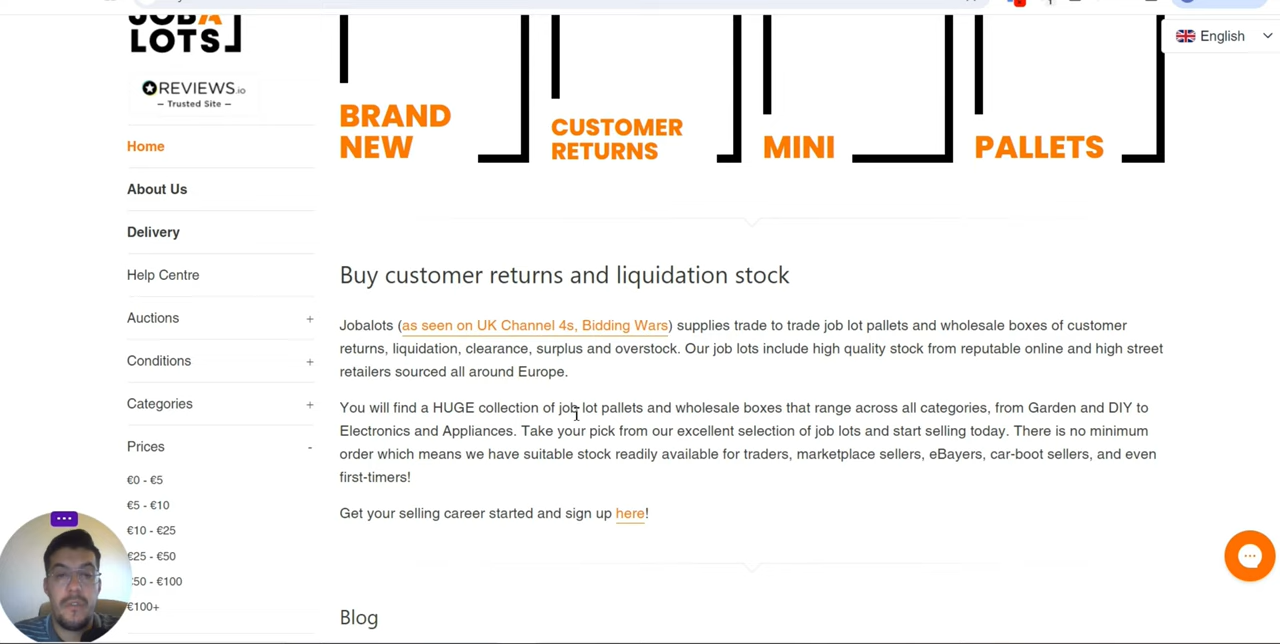 JOBA
LOTS
REVIEWS.io
– Trusted Site –
Home
About Us
Delivery
Help Centre
Auctions +
Conditions +
Categories +
Prices -
€0 - €5
€5 - €10
€10 - €25
€25 - €50
€50 - €100
€100+
English
BRAND
NEW
CUSTOMER
RETURNS
MINI
PALLETS
Buy customer returns and liquidation stock
Jobalots (as seen on UK Channel 4s, Bidding Wars) supplies trade to trade job lot pallets and wholesale boxes of customer
returns, liquidation, clearance, surplus and overstock. Our job lots include high quality stock from reputable online and high street
retailers sourced all around Europe.
You will find a HUGE collection of job lot pallets and wholesale boxes that range across all categories, from Garden and DIY to
Electronics and Appliances. Take your pick from our excellent selection of job lots and start selling today. There is no minimum
order which means we have suitable stock readily available for traders, marketplace sellers, eBayers, car-boot sellers, and even
first-timers!
Get your selling career started and sign up here!
Blog